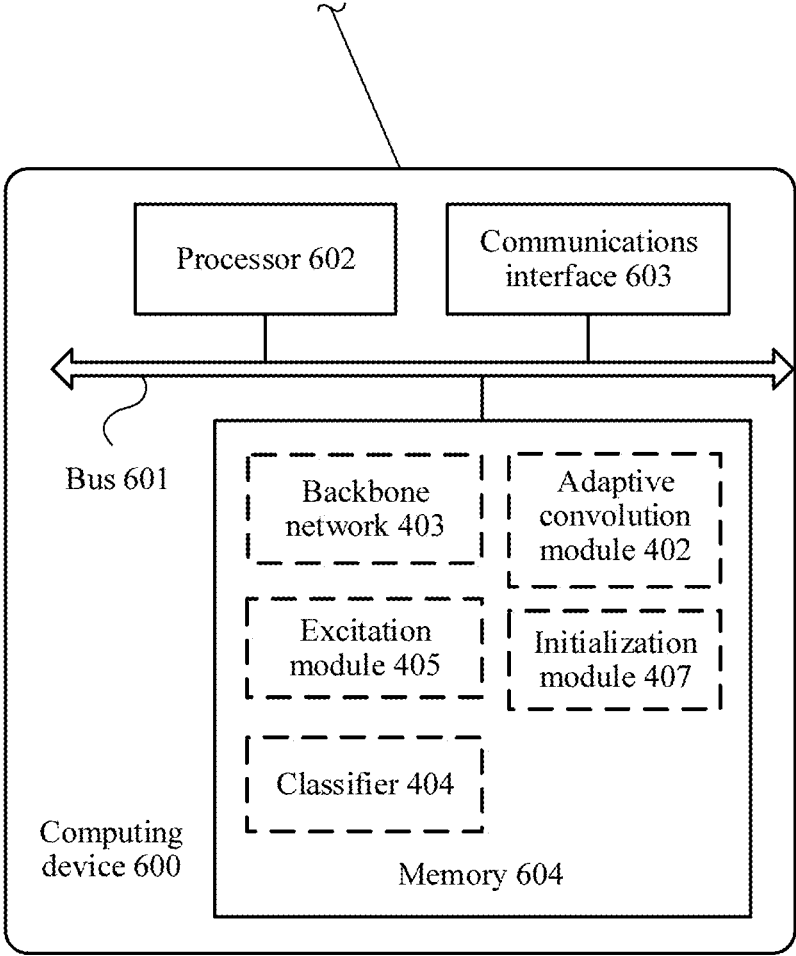 Processor 602
Communications
interface 603
Bus 601
Backbone
network 403
Adaptive
convolution
module 402
Excitation
module 405
Initialization
module 407
Classifier 404
Computing
device 600
Memory 604